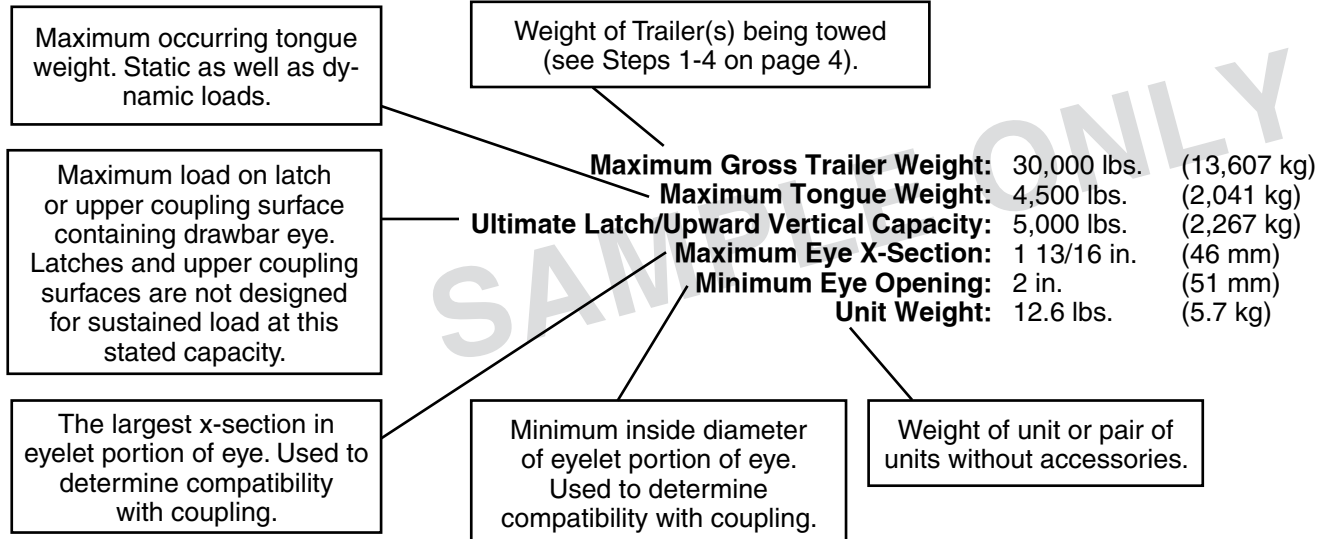 Maximum occurring tongue
weight. Static as well as dy-
namic loads.
Weight of Trailer(s) being towed
(see Steps 1-4 on page 4).
Maximum load on latch
or upper coupling surface
containing drawbar eye.
Latches and upper coupling
surfaces are not designed
for sustained load at this
stated capacity.
SAMPLE ONLY
Maximum Gross Trailer Weight: 30,000 lbs. (13,607 kg)
Maximum Tongue Weight: 4,500 lbs. (2,041 kg)
Ultimate Latch/Upward Vertical Capacity: 5,000 lbs. (2,267 kg)
Maximum Eye X-Section: 1 13/16 in. (46 mm)
Minimum Eye Opening: 2 in. (51 mm)
Unit Weight: 12.6 lbs. (5.7 kg)
The largest x-section in
eyelet portion of eye. Used to
determine compatibility
with coupling.
Minimum inside diameter
of eyelet portion of eye.
Used to determine
compatibility with coupling.
Weight of unit or pair of
units without accessories.